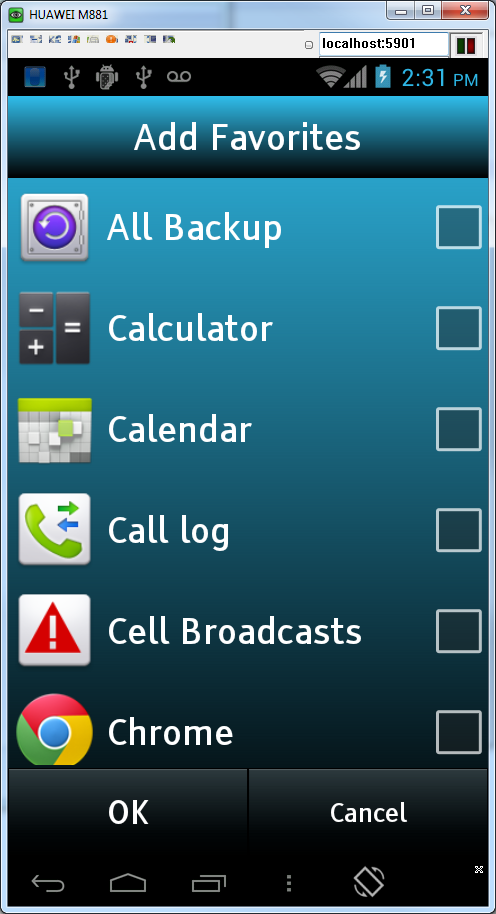 HUAWEI M881
localhost:5901
2:31 PM
Add Favorites
All Backup
Calculator
Calendar
Call log
Cell Broadcasts
Chrome
OK
Cancel